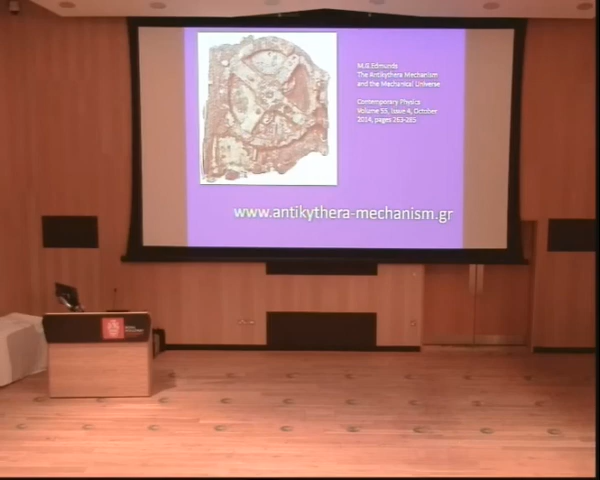 M.G.Edmunds
The Antikythera Mechanism
and the Mechanical Universe
Contemporary Physics
Volume 55, Issue 4, October
2014, pages 263-285
www.antikythera-mechanism.gr